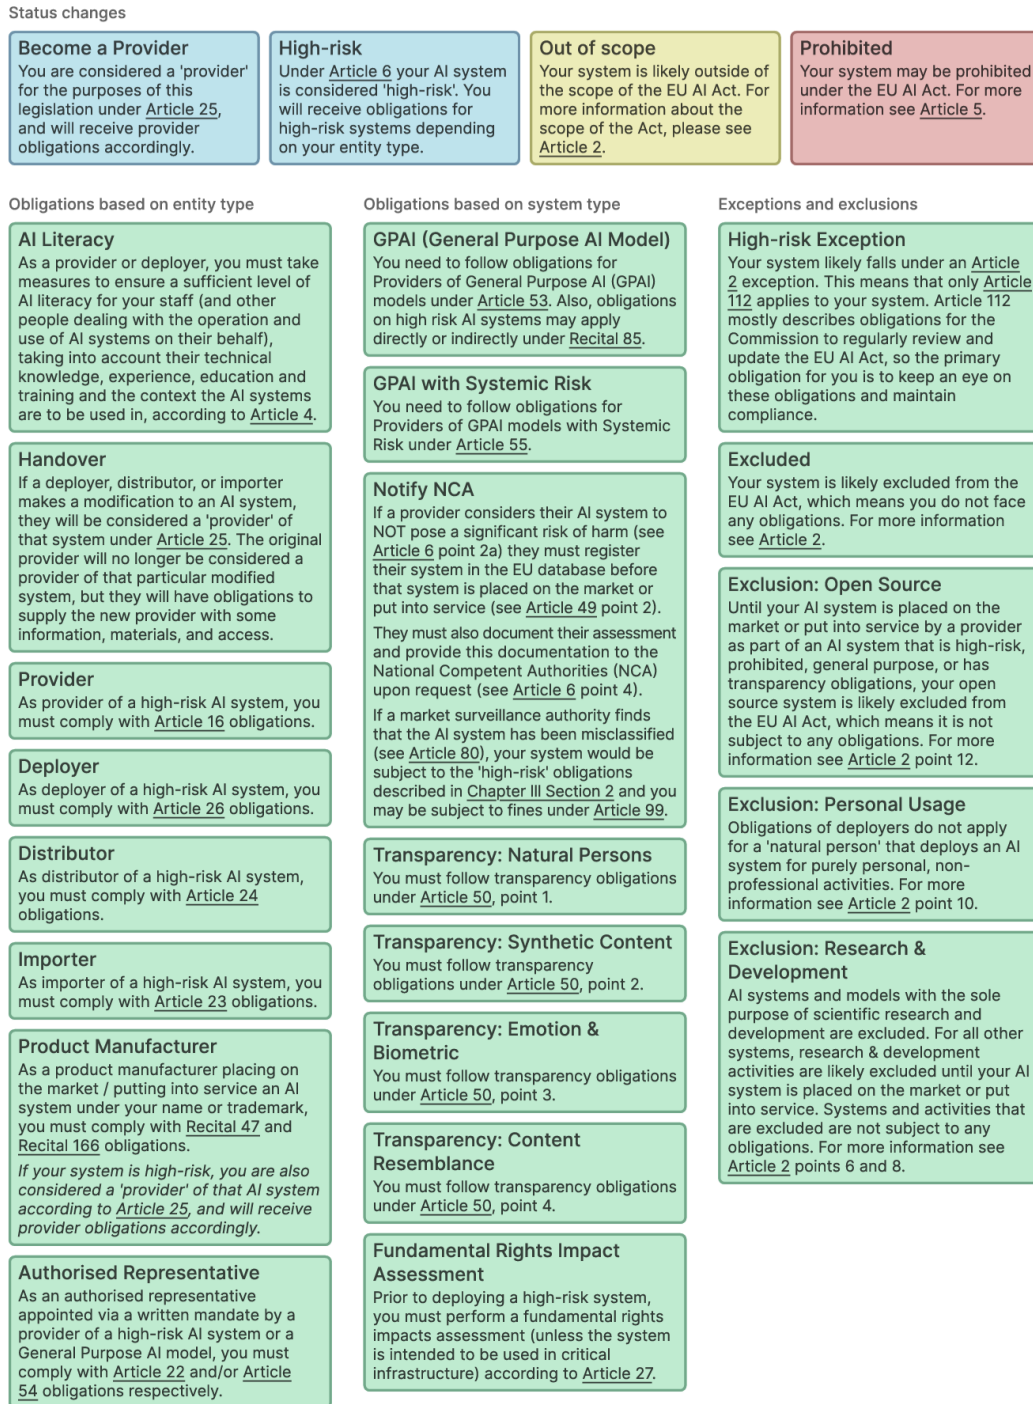 Status changes
Become a Provider
You are considered a 'provider'
for the purposes of this
legislation under Article 25,
and will receive provider
obligations accordingly.
High-risk
Under Article 6 your AI system
is considered 'high-risk'. You
will receive obligations for
high-risk systems depending
on your entity type.
Out of scope
Your system is likely outside of
the scope of the EU AI Act. For
more information about the
scope of the Act, please see
Article 2.
Prohibited
Your system may be prohibited
under the EU AI Act. For more
information see Article 5.
Obligations based on entity type
AI Literacy
As a provider or deployer, you must take
measures to ensure a sufficient level of
AI literacy for your staff (and other
people dealing with the operation and
use of AI systems on their behalf),
taking into account their technical
knowledge, experience, education and
training and the context the AI systems
are to be used in, according to Article 4.
Handover
If a deployer, distributor, or importer
makes a modification to an AI system,
they will be considered a 'provider' of
that system under Article 25. The original
provider will no longer be considered a
provider of that particular modified
system, but they will have obligations to
supply the new provider with some
information, materials, and access.
Provider
As provider of a high-risk AI system, you
must comply with Article 16 obligations.
Deployer
As deployer of a high-risk AI system, you
must comply with Article 26 obligations.
Distributor
As distributor of a high-risk AI system,
you must comply with Article 24
obligations.
Importer
As importer of a high-risk AI system, you
must comply with Article 23 obligations.
Product Manufacturer
As a product manufacturer placing on
the market / putting into service an AI
system under your name or trademark,
you must comply with Recital 47 and
Recital 166 obligations.
If your system is high-risk, you are also
considered a 'provider' of that AI system
according to Article 25, and will receive
provider obligations accordingly.
Authorised Representative
As an authorised representative
appointed via a written mandate by a
provider of a high-risk AI system or a
General Purpose AI model, you must
comply with Article 22 and/or Article
54 obligations respectively.
Obligations based on system type
GPAI (General Purpose AI Model)
You need to follow obligations for
Providers of General Purpose AI (GPAI)
models under Article 53. Also, obligations
on high risk AI systems may apply
directly or indirectly under Recital 85.
GPAI with Systemic Risk
You need to follow obligations for
Providers of GPAI models with Systemic
Risk under Article 55.
Notify NCA
If a provider considers their AI system to
NOT pose a significant risk of harm (see
Article 6 point 2a) they must register
their system in the EU database before
that system is placed on the market or
put into service (see Article 49 point 2).
They must also document their assessment
and provide this documentation to the
National Competent Authorities (NCA)
upon request (see Article 6 point 4).
If a market surveillance authority finds
that the AI system has been misclassified
(see Article 80), your system would be
subject to the 'high-risk' obligations
described in Chapter III Section 2 and you
may be subject to fines under Article 99.
Transparency: Natural Persons
You must follow transparency obligations
under Article 50, point 1.
Transparency: Synthetic Content
You must follow transparency
obligations under Article 50, point 2.
Transparency: Emotion &
Biometric
You must follow transparency obligations
under Article 50, point 3.
Transparency: Content
Resemblance
You must follow transparency obligations
under Article 50, point 4.
Fundamental Rights Impact
Assessment
Prior to deploying a high-risk system,
you must perform a fundamental rights
impacts assessment (unless the system
is intended to be used in critical
infrastructure) according to Article 27.
Exceptions and exclusions
High-risk Exception
Your system likely falls under an Article
2 exception. This means that only Article
112 applies to your system. Article 112
mostly describes obligations for the
Commission to regularly review and
update the EU AI Act, so the primary
obligation for you is to keep an eye on
these obligations and maintain
compliance.
Excluded
Your system is likely excluded from the
EU AI Act, which means you do not face
any obligations. For more information
see Article 2.
Exclusion: Open Source
Until your AI system is placed on the
market or put into service by a provider
as part of an AI system that is high-risk,
prohibited, general purpose, or has
transparency obligations, your open
source system is likely excluded from
the EU AI Act, which means it is not
subject to any obligations. For more
information see Article 2 point 12.
Exclusion: Personal Usage
Obligations of deployers do not apply
for a 'natural person' that deploys an AI
system for purely personal, non-
professional activities. For more
information see Article 2 point 10.
Exclusion: Research &
Development
AI systems and models with the sole
purpose of scientific research and
development are excluded. For all other
systems, research & development
activities are likely excluded until your AI
system is placed on the market or put
into service. Systems and activities that
are excluded are not subject to any
obligations. For more information see
Article 2 points 6 and 8.